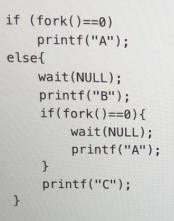 if (fork()==0)
    printf("A");
else{
    wait(NULL);
    printf("B");
    if(fork()==0){
        wait(NULL);
        printf("A");
    }
    printf("C");
}